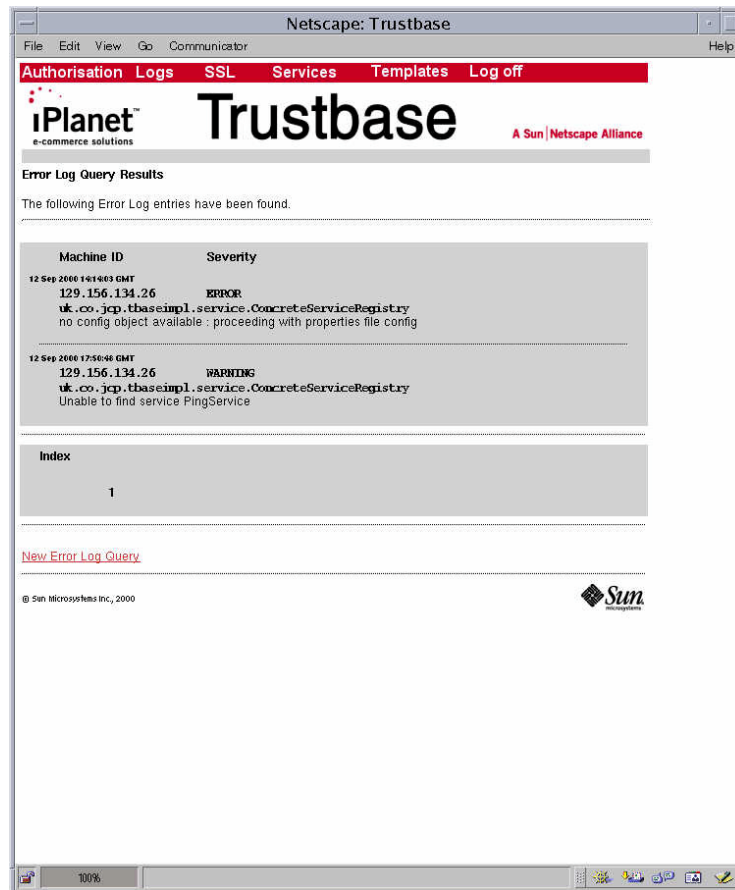 Netscape: Trustbase
File Edit View Go Communicator Help
Authorisation Logs SSL Services Templates Log off
iPlanet™
e-commerce solutions
Trustbase
A Sun|Netscape Alliance
Error Log Query Results
The following Error Log entries have been found.
Machine ID Severity
12 Sep 2000 14:14:03 GMT
129.156.134.26 ERROR
uk.co.jcp.tbaseimpl.service.ConcreteServiceRegistry
no config object available : proceeding with properties file config
12 Sep 2000 17:50:48 GMT
129.156.134.26 WARNING
uk.co.jcp.tbaseimpl.service.ConcreteServiceRegistry
Unable to find service PingService
Index
1
New Error Log Query
© Sun Microsystems Inc., 2000
Sun
microsystems
100%